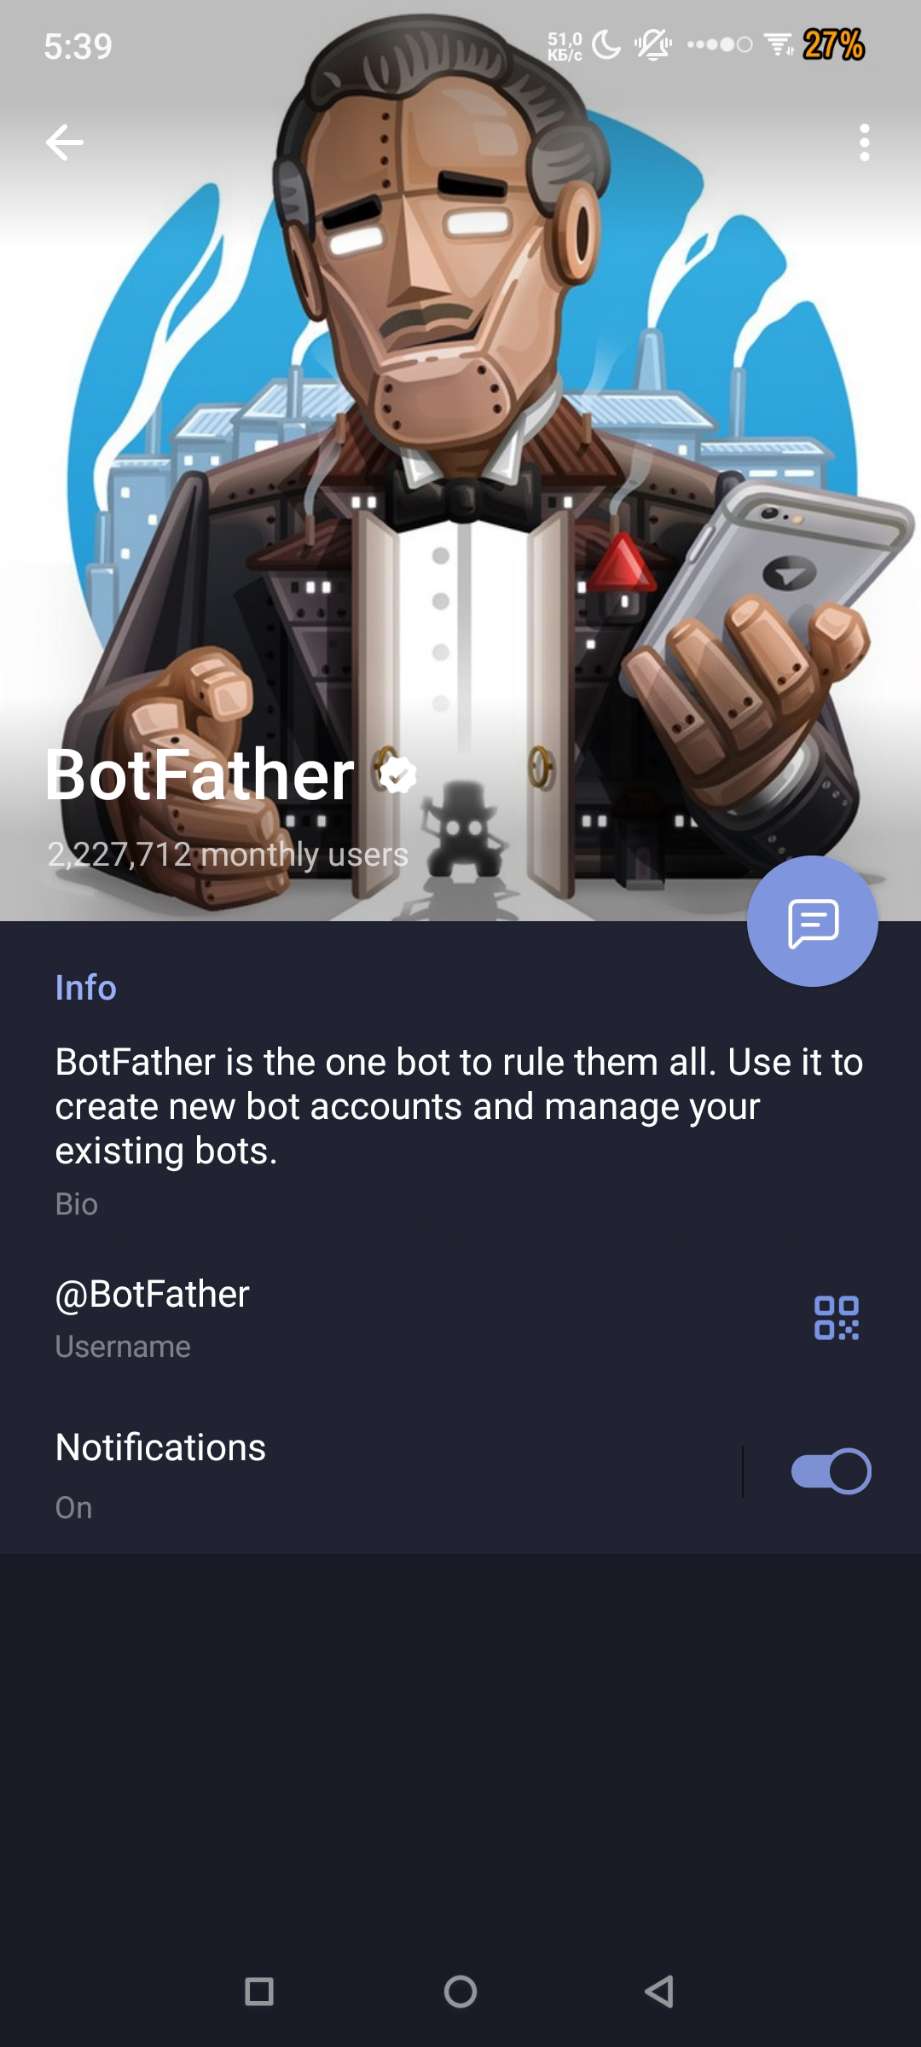 5:39
51,0
КБ/с
27%
BotFather
2,227,712 monthly users
Info
BotFather is the one bot to rule them all. Use it to
create new bot accounts and manage your
existing bots.
Bio
@BotFather
Username
Notifications
On